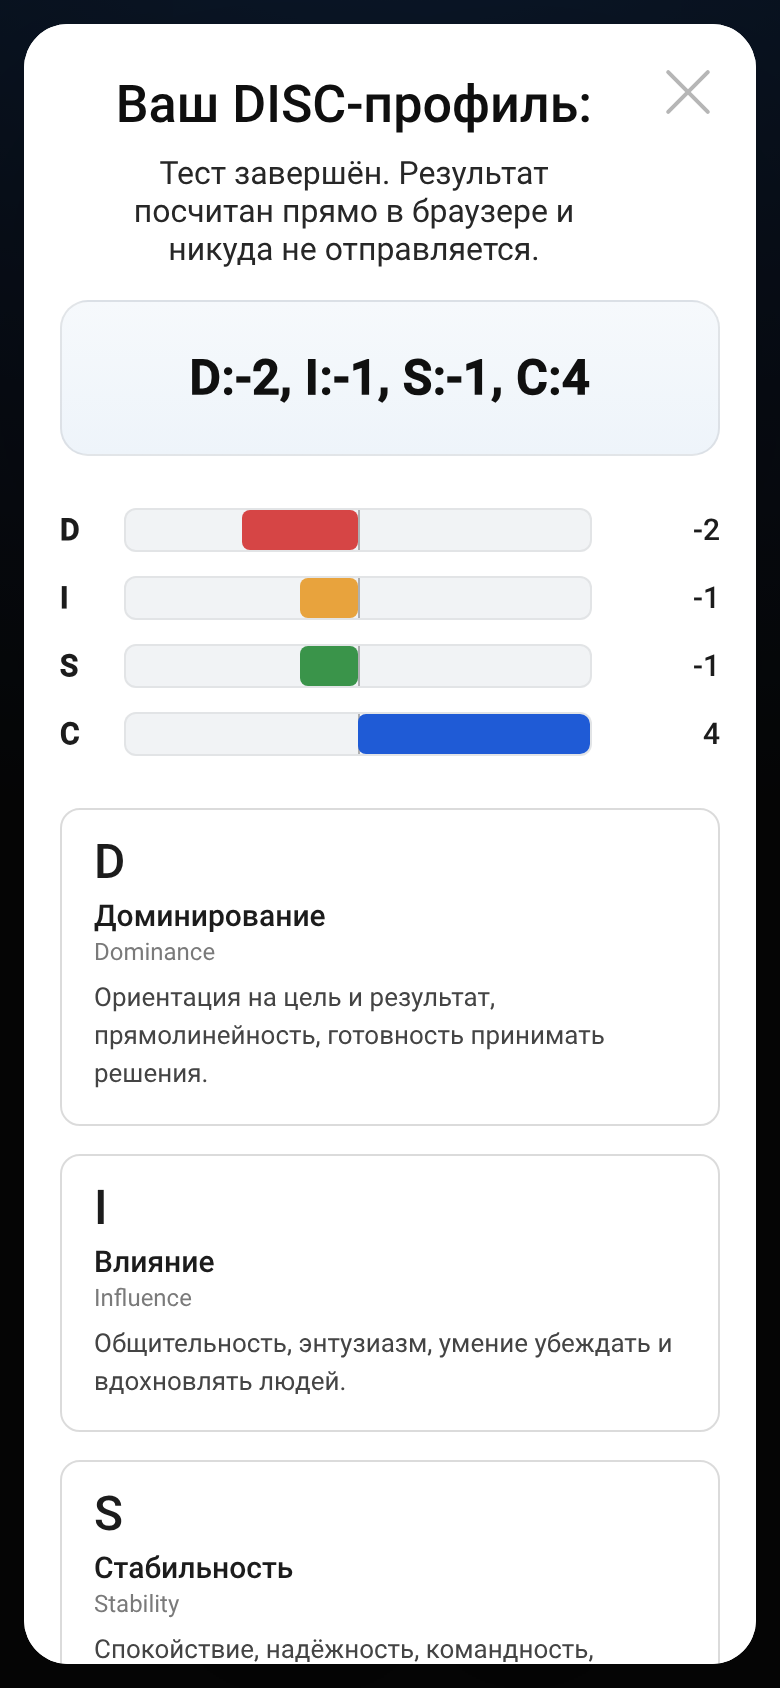 Ваш DISC-профиль:
Тест завершён. Результат
посчитан прямо в браузере и
никуда не отправляется.
D:-2, I:-1, S:-1, C:4
D -2
I -1
S -1
C 4
D
Доминирование
Dominance
Ориентация на цель и результат,
прямолинейность, готовность принимать
решения.
I
Влияние
Influence
Общительность, энтузиазм, умение убеждать и
вдохновлять людей.
S
Стабильность
Stability
Спокойствие, надёжность, командность,